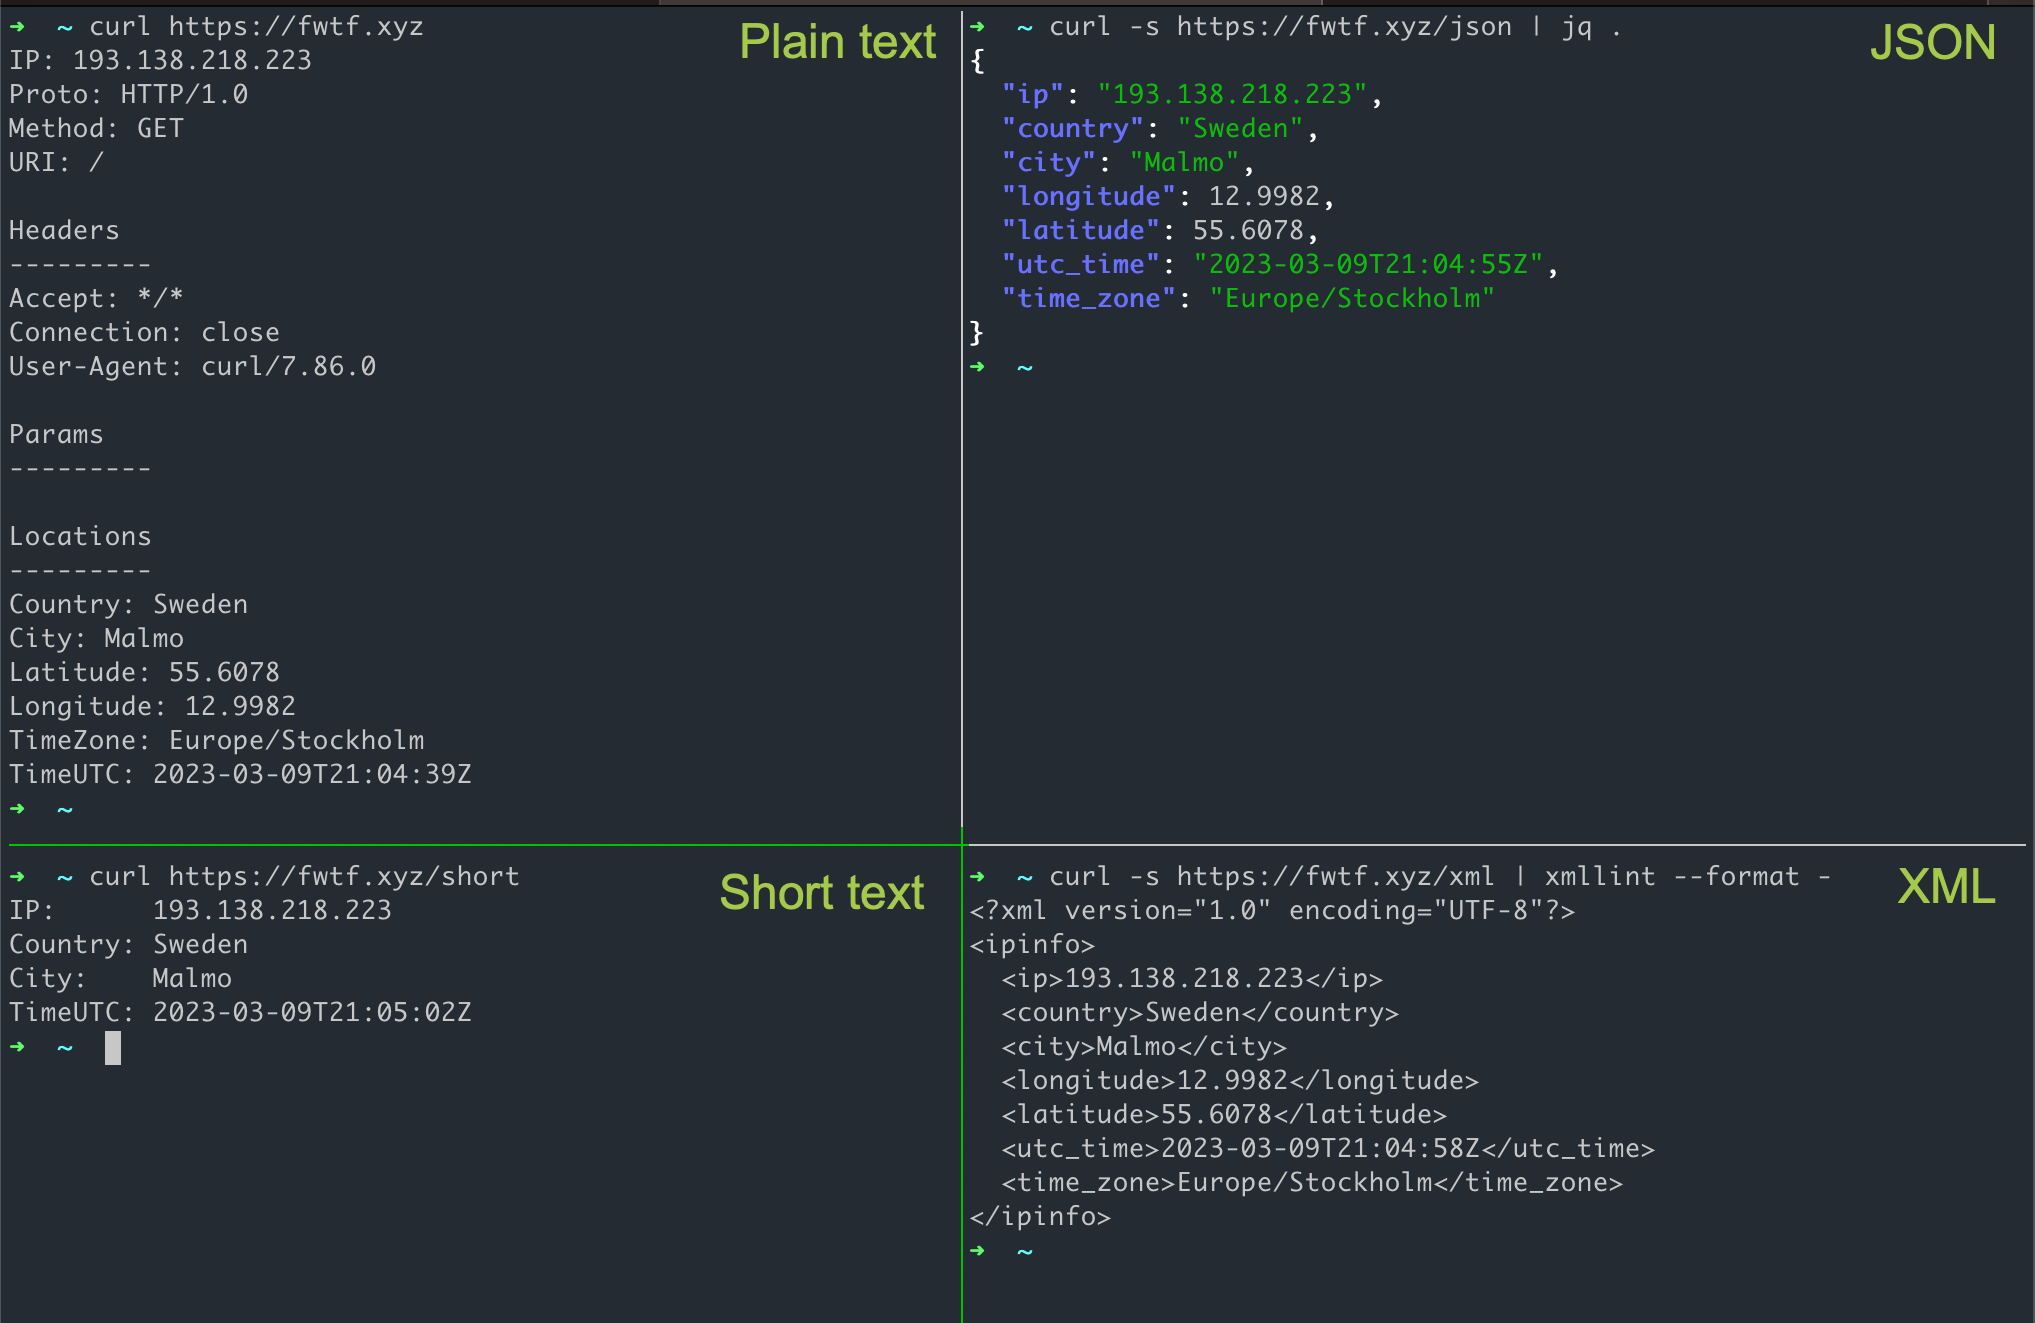 ➜  ~ curl https://fwtf.xyz
Plain text
IP: 193.138.218.223
Proto: HTTP/1.0
Method: GET
URI: /
Headers
---------
Accept: */*
Connection: close
User-Agent: curl/7.86.0
Params
---------
Locations
---------
Country: Sweden
City: Malmo
Latitude: 55.6078
Longitude: 12.9982
TimeZone: Europe/Stockholm
TimeUTC: 2023-03-09T21:04:39Z
➜  ~
➜  ~ curl -s https://fwtf.xyz/json | jq .
JSON
{
  "ip": "193.138.218.223",
  "country": "Sweden",
  "city": "Malmo",
  "longitude": 12.9982,
  "latitude": 55.6078,
  "utc_time": "2023-03-09T21:04:55Z",
  "time_zone": "Europe/Stockholm"
}
➜  ~
➜  ~ curl https://fwtf.xyz/short
Short text
IP:      193.138.218.223
Country: Sweden
City:    Malmo
TimeUTC: 2023-03-09T21:05:02Z
➜  ~
➜  ~ curl -s https://fwtf.xyz/xml | xmllint --format -
XML
<?xml version="1.0" encoding="UTF-8"?>
<ipinfo>
  <ip>193.138.218.223</ip>
  <country>Sweden</country>
  <city>Malmo</city>
  <longitude>12.9982</longitude>
  <latitude>55.6078</latitude>
  <utc_time>2023-03-09T21:04:58Z</utc_time>
  <time_zone>Europe/Stockholm</time_zone>
</ipinfo>
➜  ~